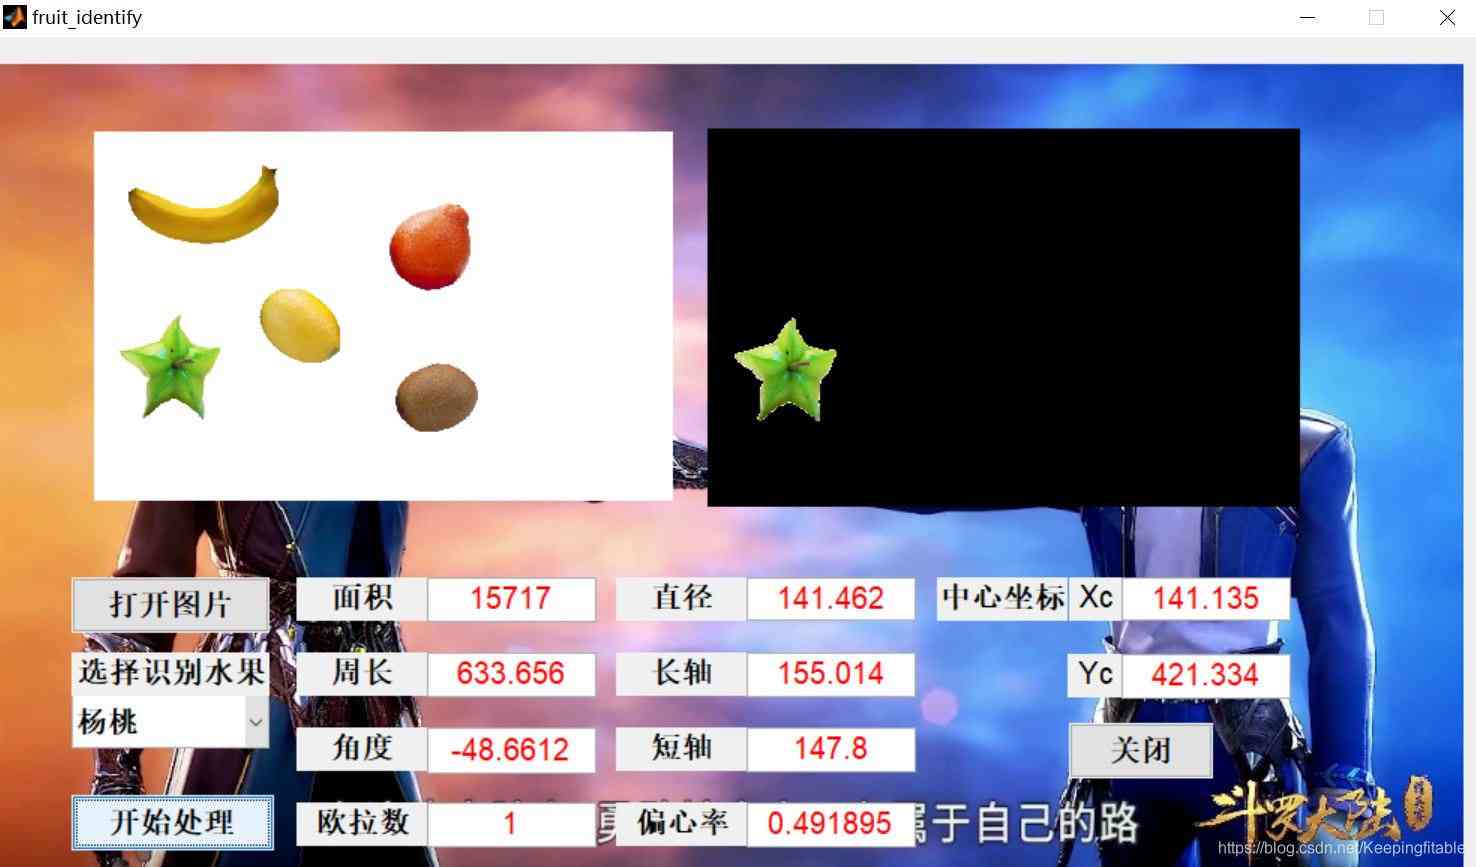 fruit_identify
打开图片
面积 15717 直径 141.462 中心坐标 Xc 141.135
选择识别水果 周长 633.656 长轴 155.014 Yc 421.334
杨桃
角度 -48.6612 短轴 147.8 关闭
开始处理 欧拉数 1 偏心率 0.491895 属于自己的路
斗罗大陆
https://blog.csdn.net/Keepingfitable